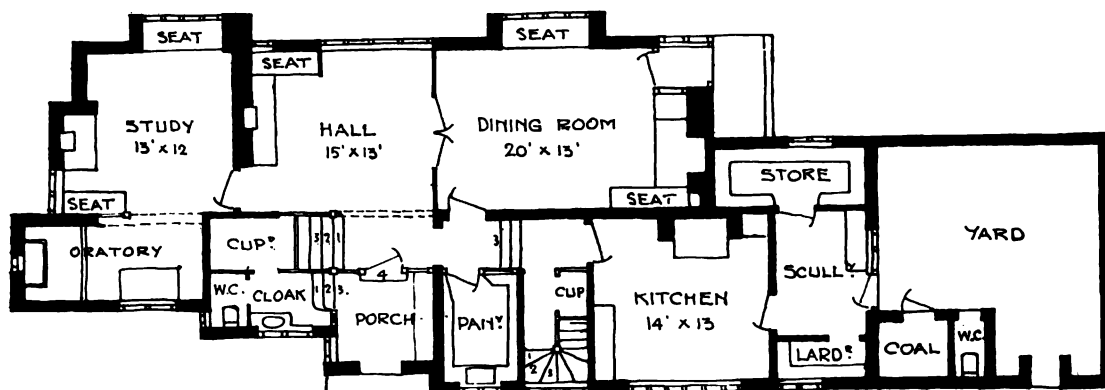 SEAT
SEAT
SEAT
STUDY
13' x 12
HALL
15' x 13'
DINING ROOM
20' x 13'
STORE
SEAT
SEAT
ORATORY
CUPD.
3 2 1
3
YARD
SCULLY.
4
W.C.
CLOAK
1 2 3.
PORCH
PANY.
CUP
KITCHEN
14' x 13
1
2
3
LARDR.
COAL
W.C.